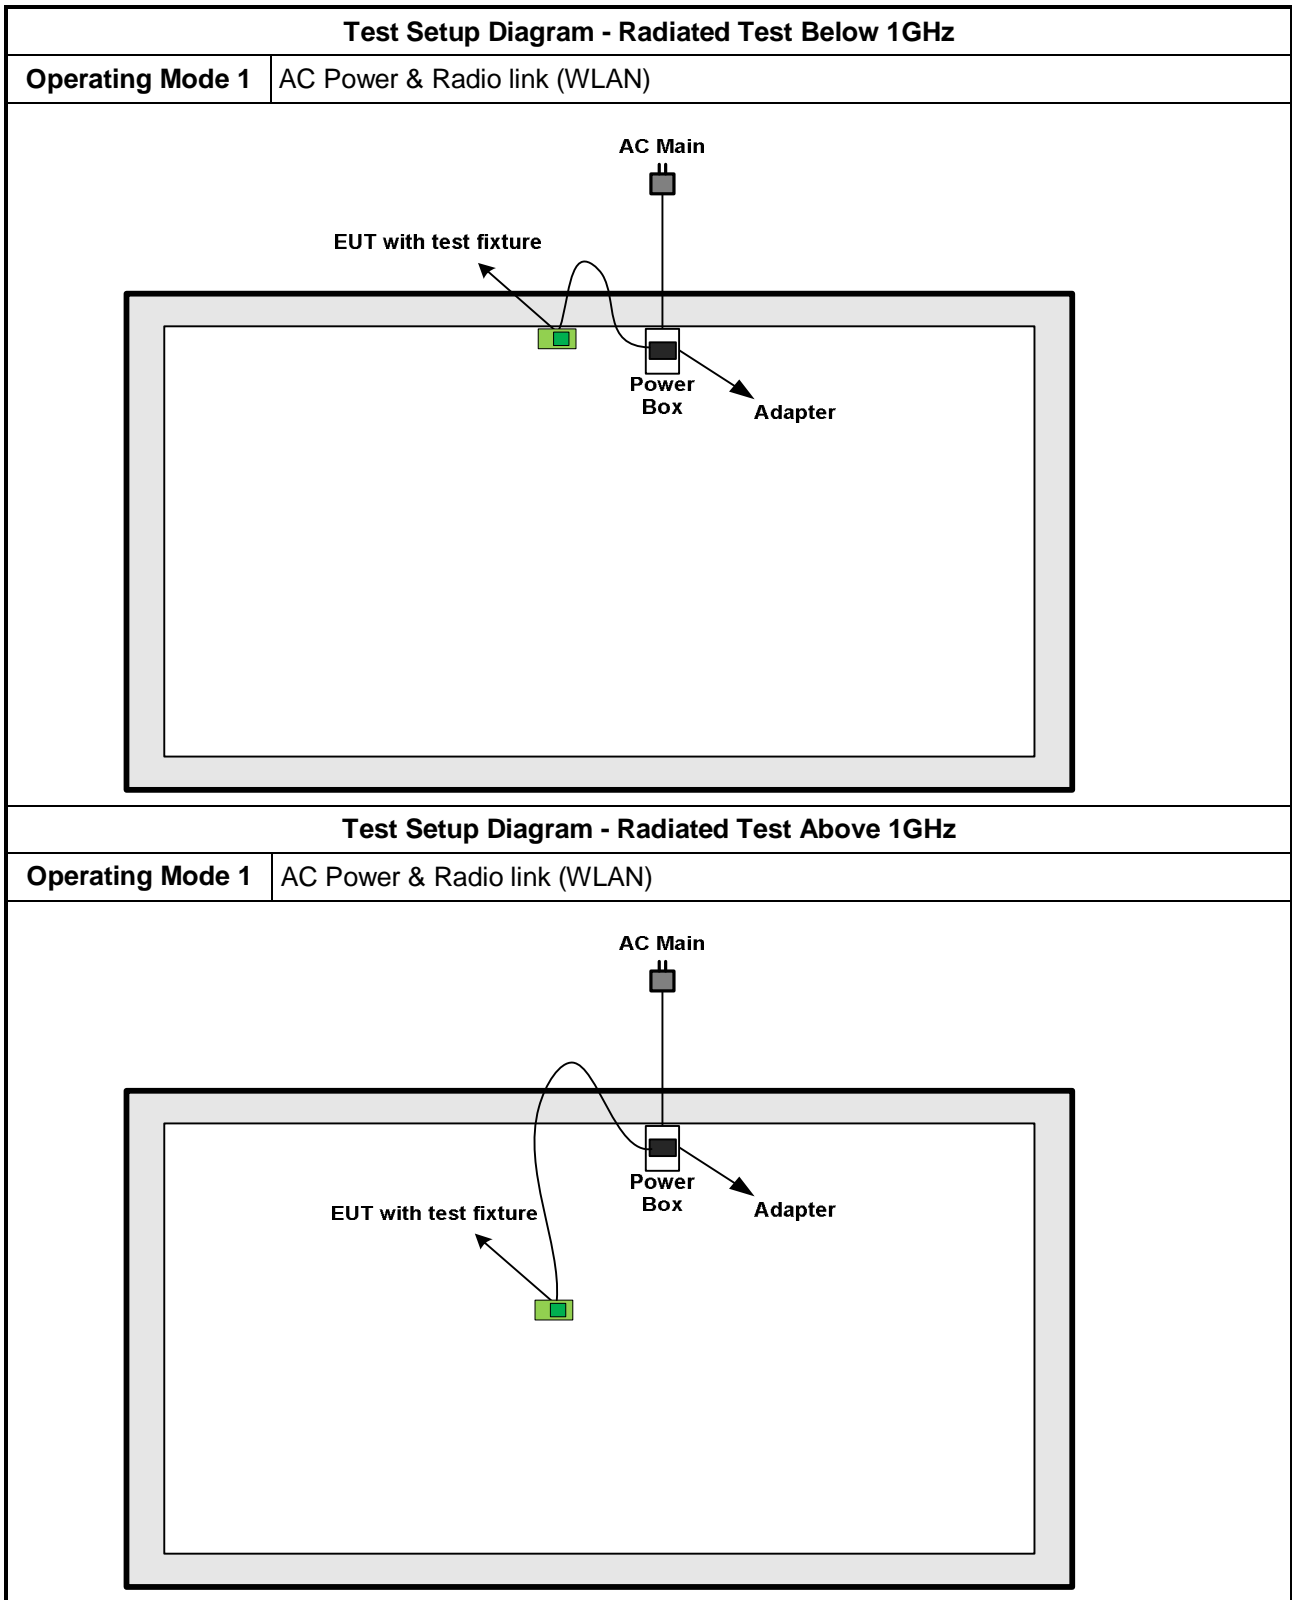 Test Setup Diagram - Radiated Test Below 1GHz
Operating Mode 1 AC Power & Radio link (WLAN)
AC Main
EUT with test fixture
Power
Box
Adapter
Test Setup Diagram - Radiated Test Above 1GHz
Operating Mode 1 AC Power & Radio link (WLAN)
AC Main
Power
Box
Adapter
EUT with test fixture